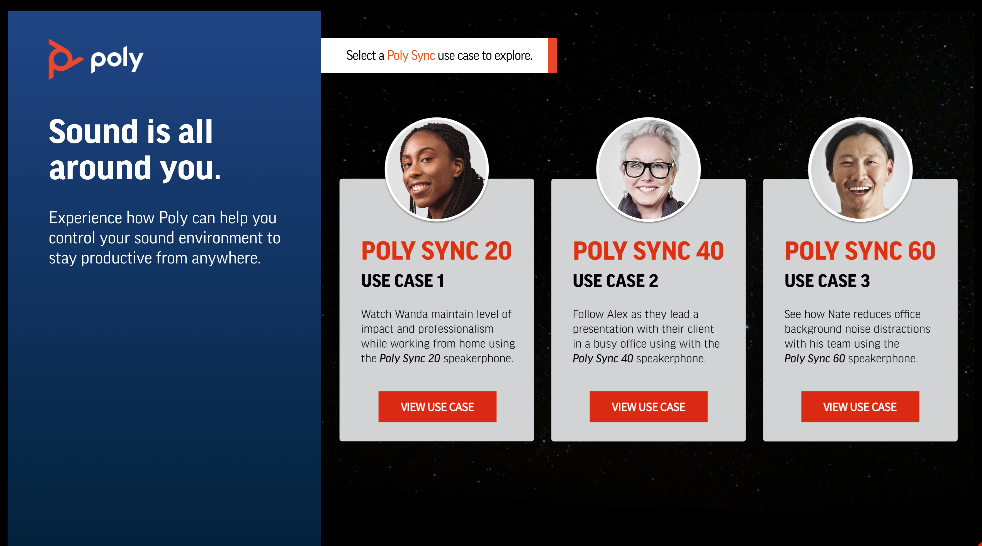 poly
Sound is all
around you.
Experience how Poly can help you
control your sound environment to
stay productive from anywhere.
Select a Poly Sync use case to explore.
POLY SYNC 20
USE CASE 1
Watch Wanda maintain level of
impact and professionalism
while working from home using
the Poly Sync 20 speakerphone.
VIEW USE CASE
POLY SYNC 40
USE CASE 2
Follow Alex as they lead a
presentation with their client
in a busy office using with the
Poly Sync 40 speakerphone.
VIEW USE CASE
POLY SYNC 60
USE CASE 3
See how Nate reduces office
background noise distractions
with his team using the
Poly Sync 60 speakerphone.
VIEW USE CASE